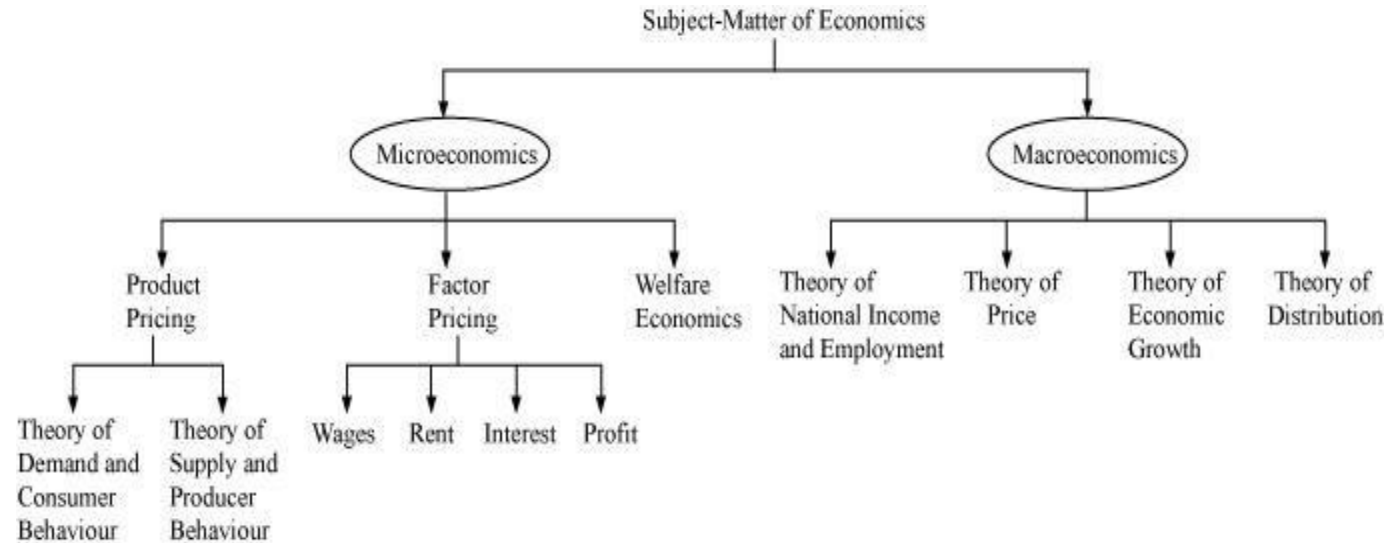 Subject-Matter of Economics
Microeconomics
Macroeconomics
Product
Pricing
Factor
Pricing
Welfare
Economics
Theory of
National Income
and Employment
Theory of
Price
Theory of
Economic
Growth
Theory of
Distribution
Theory of
Demand and
Consumer
Behaviour
Theory of
Supply and
Producer
Behaviour
Wages
Rent
Interest
Profit